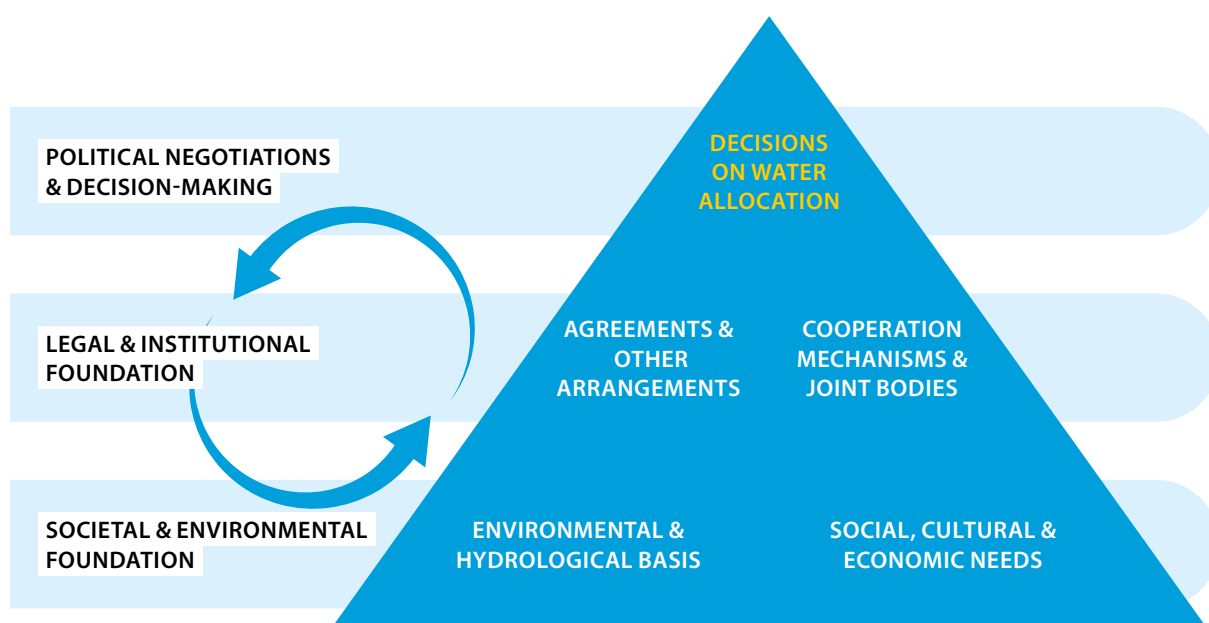 POLITICAL NEGOTIATIONS
& DECISION-MAKING
DECISIONS
ON WATER
ALLOCATION
LEGAL & INSTITUTIONAL
FOUNDATION
AGREEMENTS &
OTHER
ARRANGEMENTS
COOPERATION
MECHANISMS &
JOINT BODIES
SOCIETAL & ENVIRONMENTAL
FOUNDATION
ENVIRONMENTAL &
HYDROLOGICAL BASIS
SOCIAL, CULTURAL &
ECONOMIC NEEDS